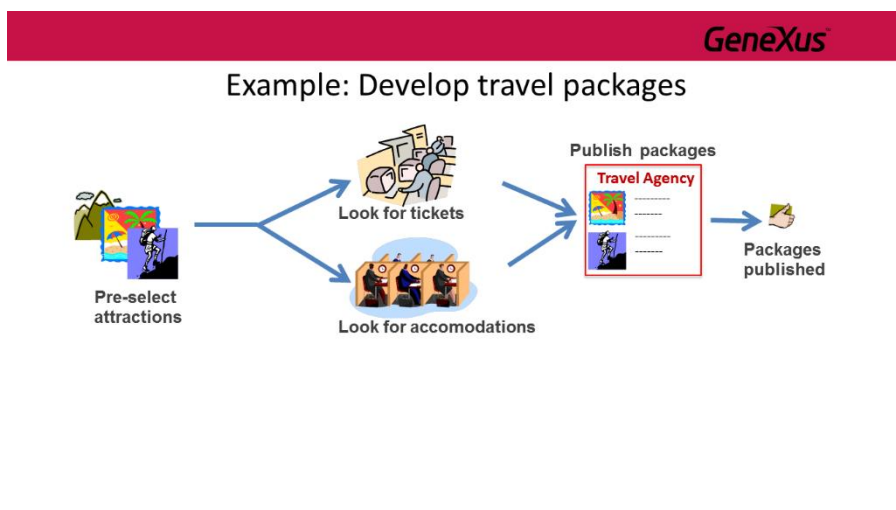 GeneXus™
Example: Develop travel packages
Pre-select
attractions
Look for tickets
Look for accomodations
Publish packages
Travel Agency
---------
-------
---------
-------
Packages
published